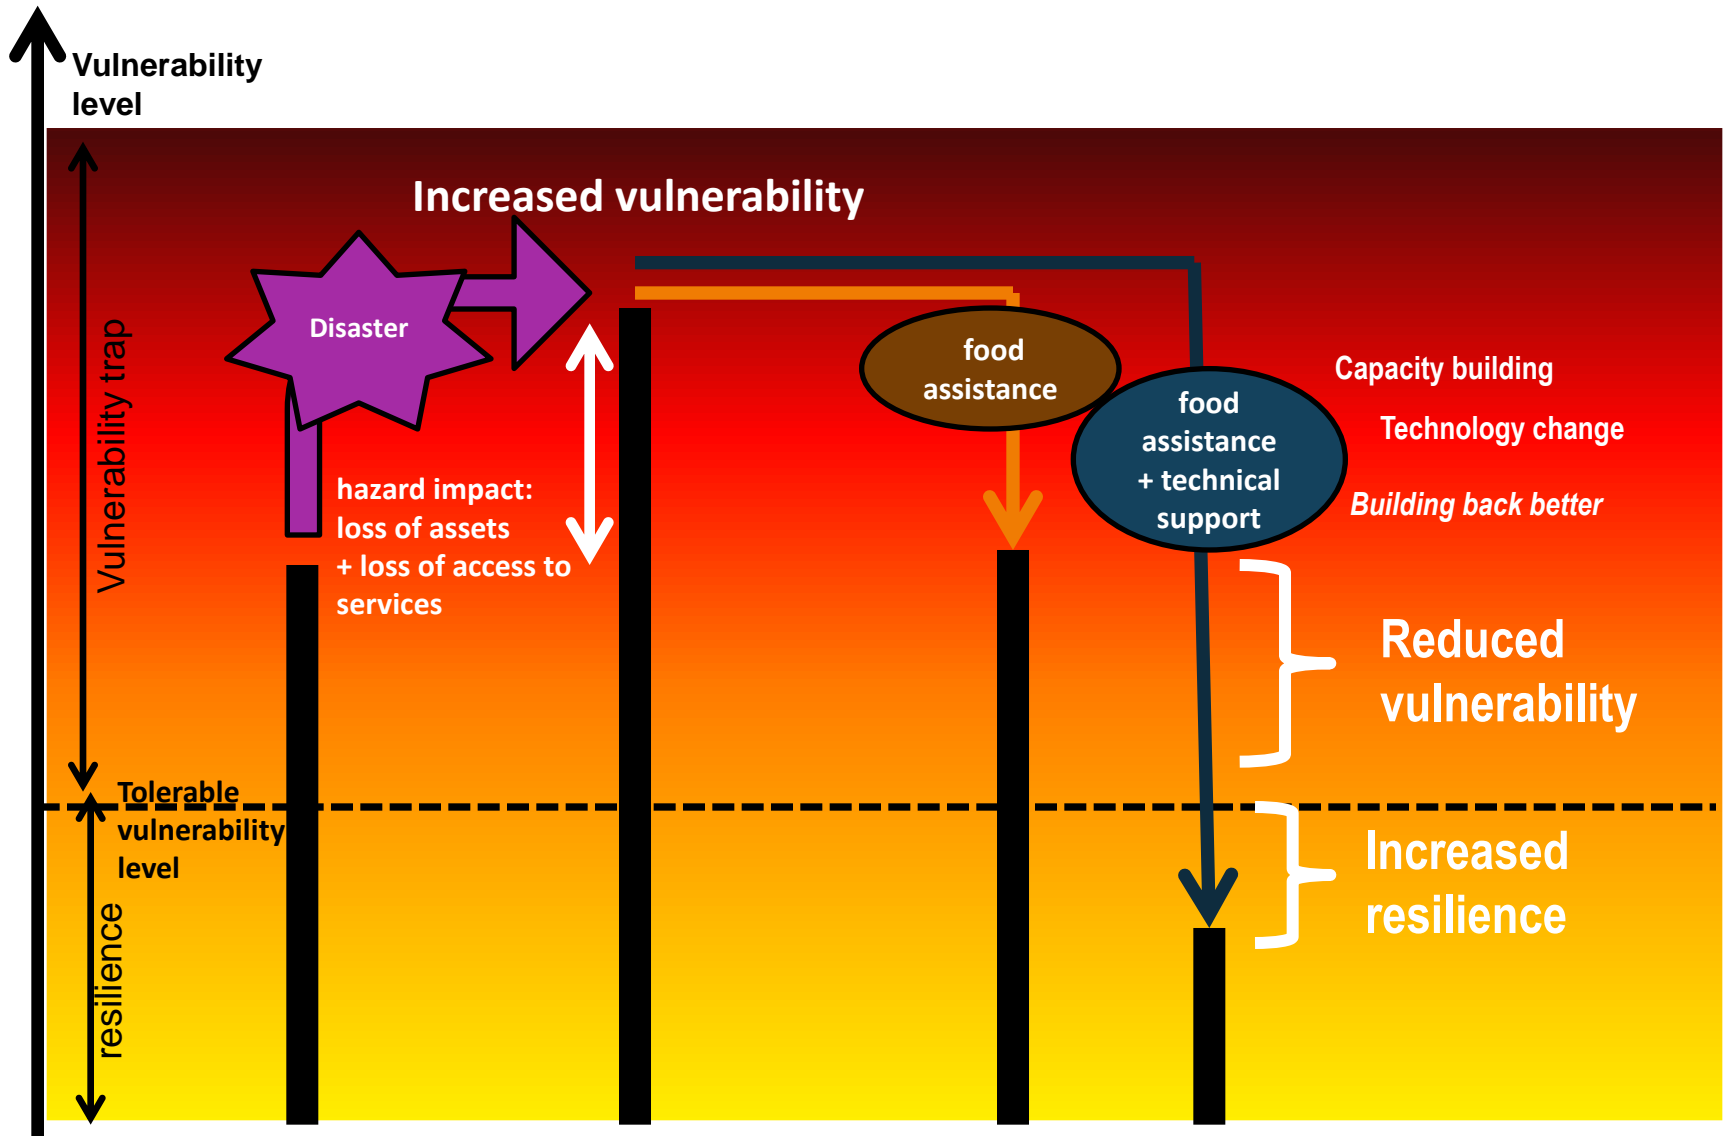 Vulnerability
level
Increased vulnerability
Disaster
Vulnerability trap
hazard impact:
loss of assets
+ loss of access to
services
food
assistance
food
assistance
+ technical
support
Capacity building
Technology change
Building back better
Reduced
vulnerability
Tolerable
vulnerability
level
Increased
resilience
resilience